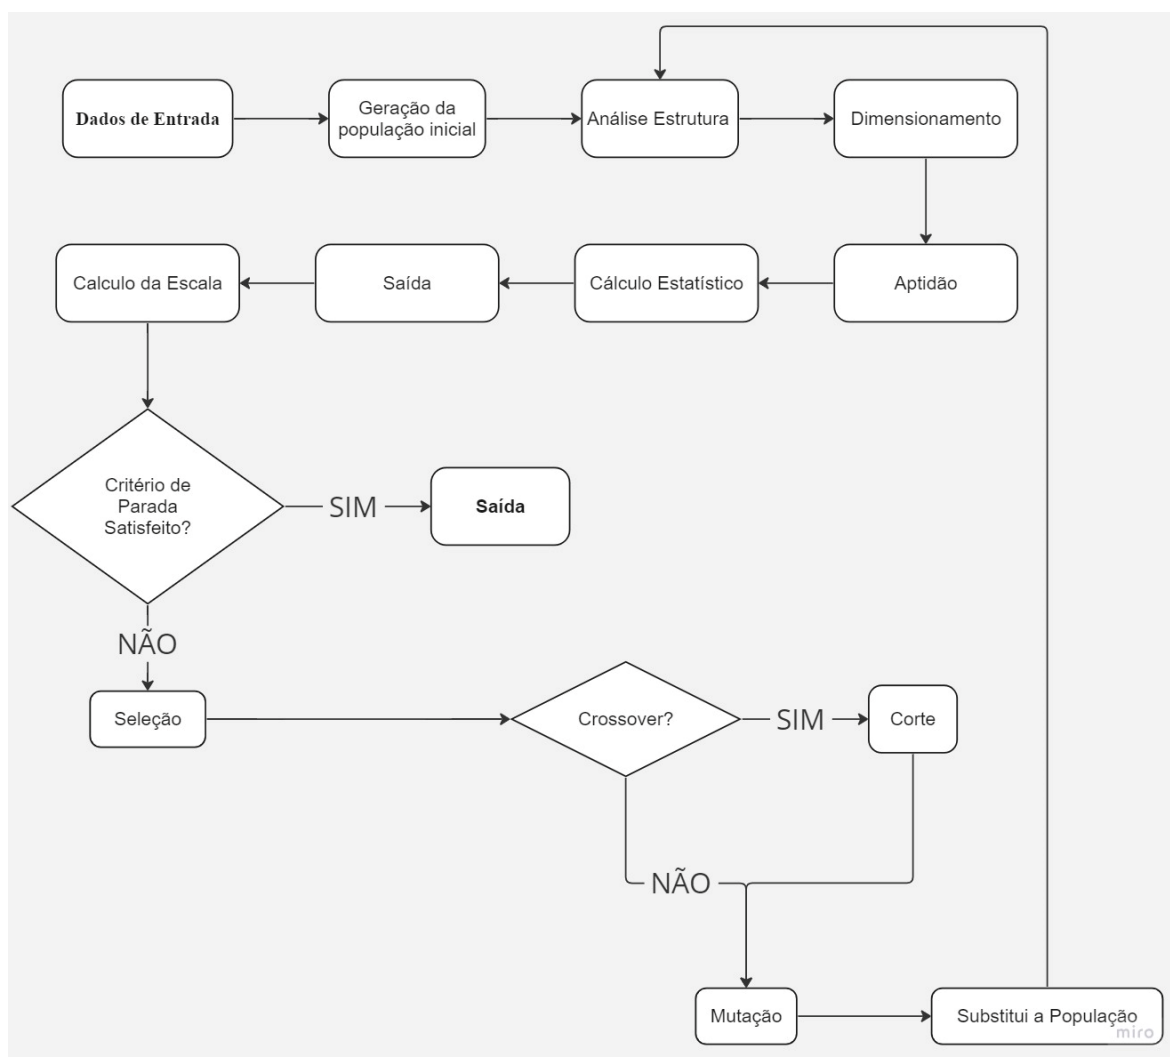 Dados de Entrada
Geração da
população inicial
Análise Estrutura
Dimensionamento
Calculo da Escala
Saída
Cálculo Estatístico
Aptidão
Critério de
Parada
Satisfeito?
SIM
Saída
NÃO
Seleção
Crossover?
SIM
Corte
NÃO
Mutação
Substitui a População
miro